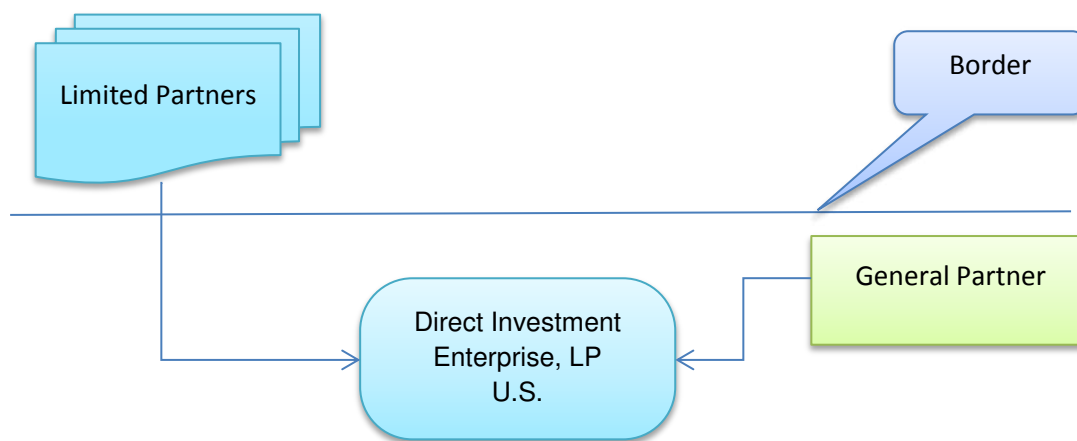 Limited Partners
Border
General Partner
Direct Investment
Enterprise, LP
U.S.